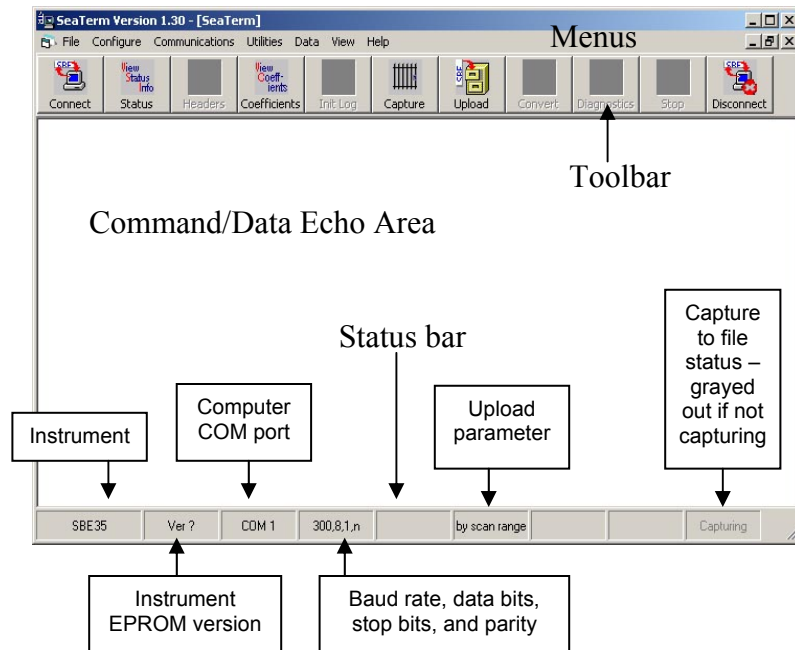 SeaTerm Version 1.30 - [SeaTerm]
File Configure Communications Utilities Data View Help
Menus
SBE
View Status Info
View Coeff-icients
SBE
SBE
Connect Status Headers Coefficients Init Log Capture Upload Convert Diagnostics Stop Disconnect
Toolbar
Command/Data Echo Area
Status bar
Capture
to file
status –
grayed
out if not
capturing
Computer
COM port
Upload
parameter
Instrument
SBE35 Ver ? COM 1 300,8,1,n by scan range Capturing
Instrument
EPROM version
Baud rate, data bits,
stop bits, and parity